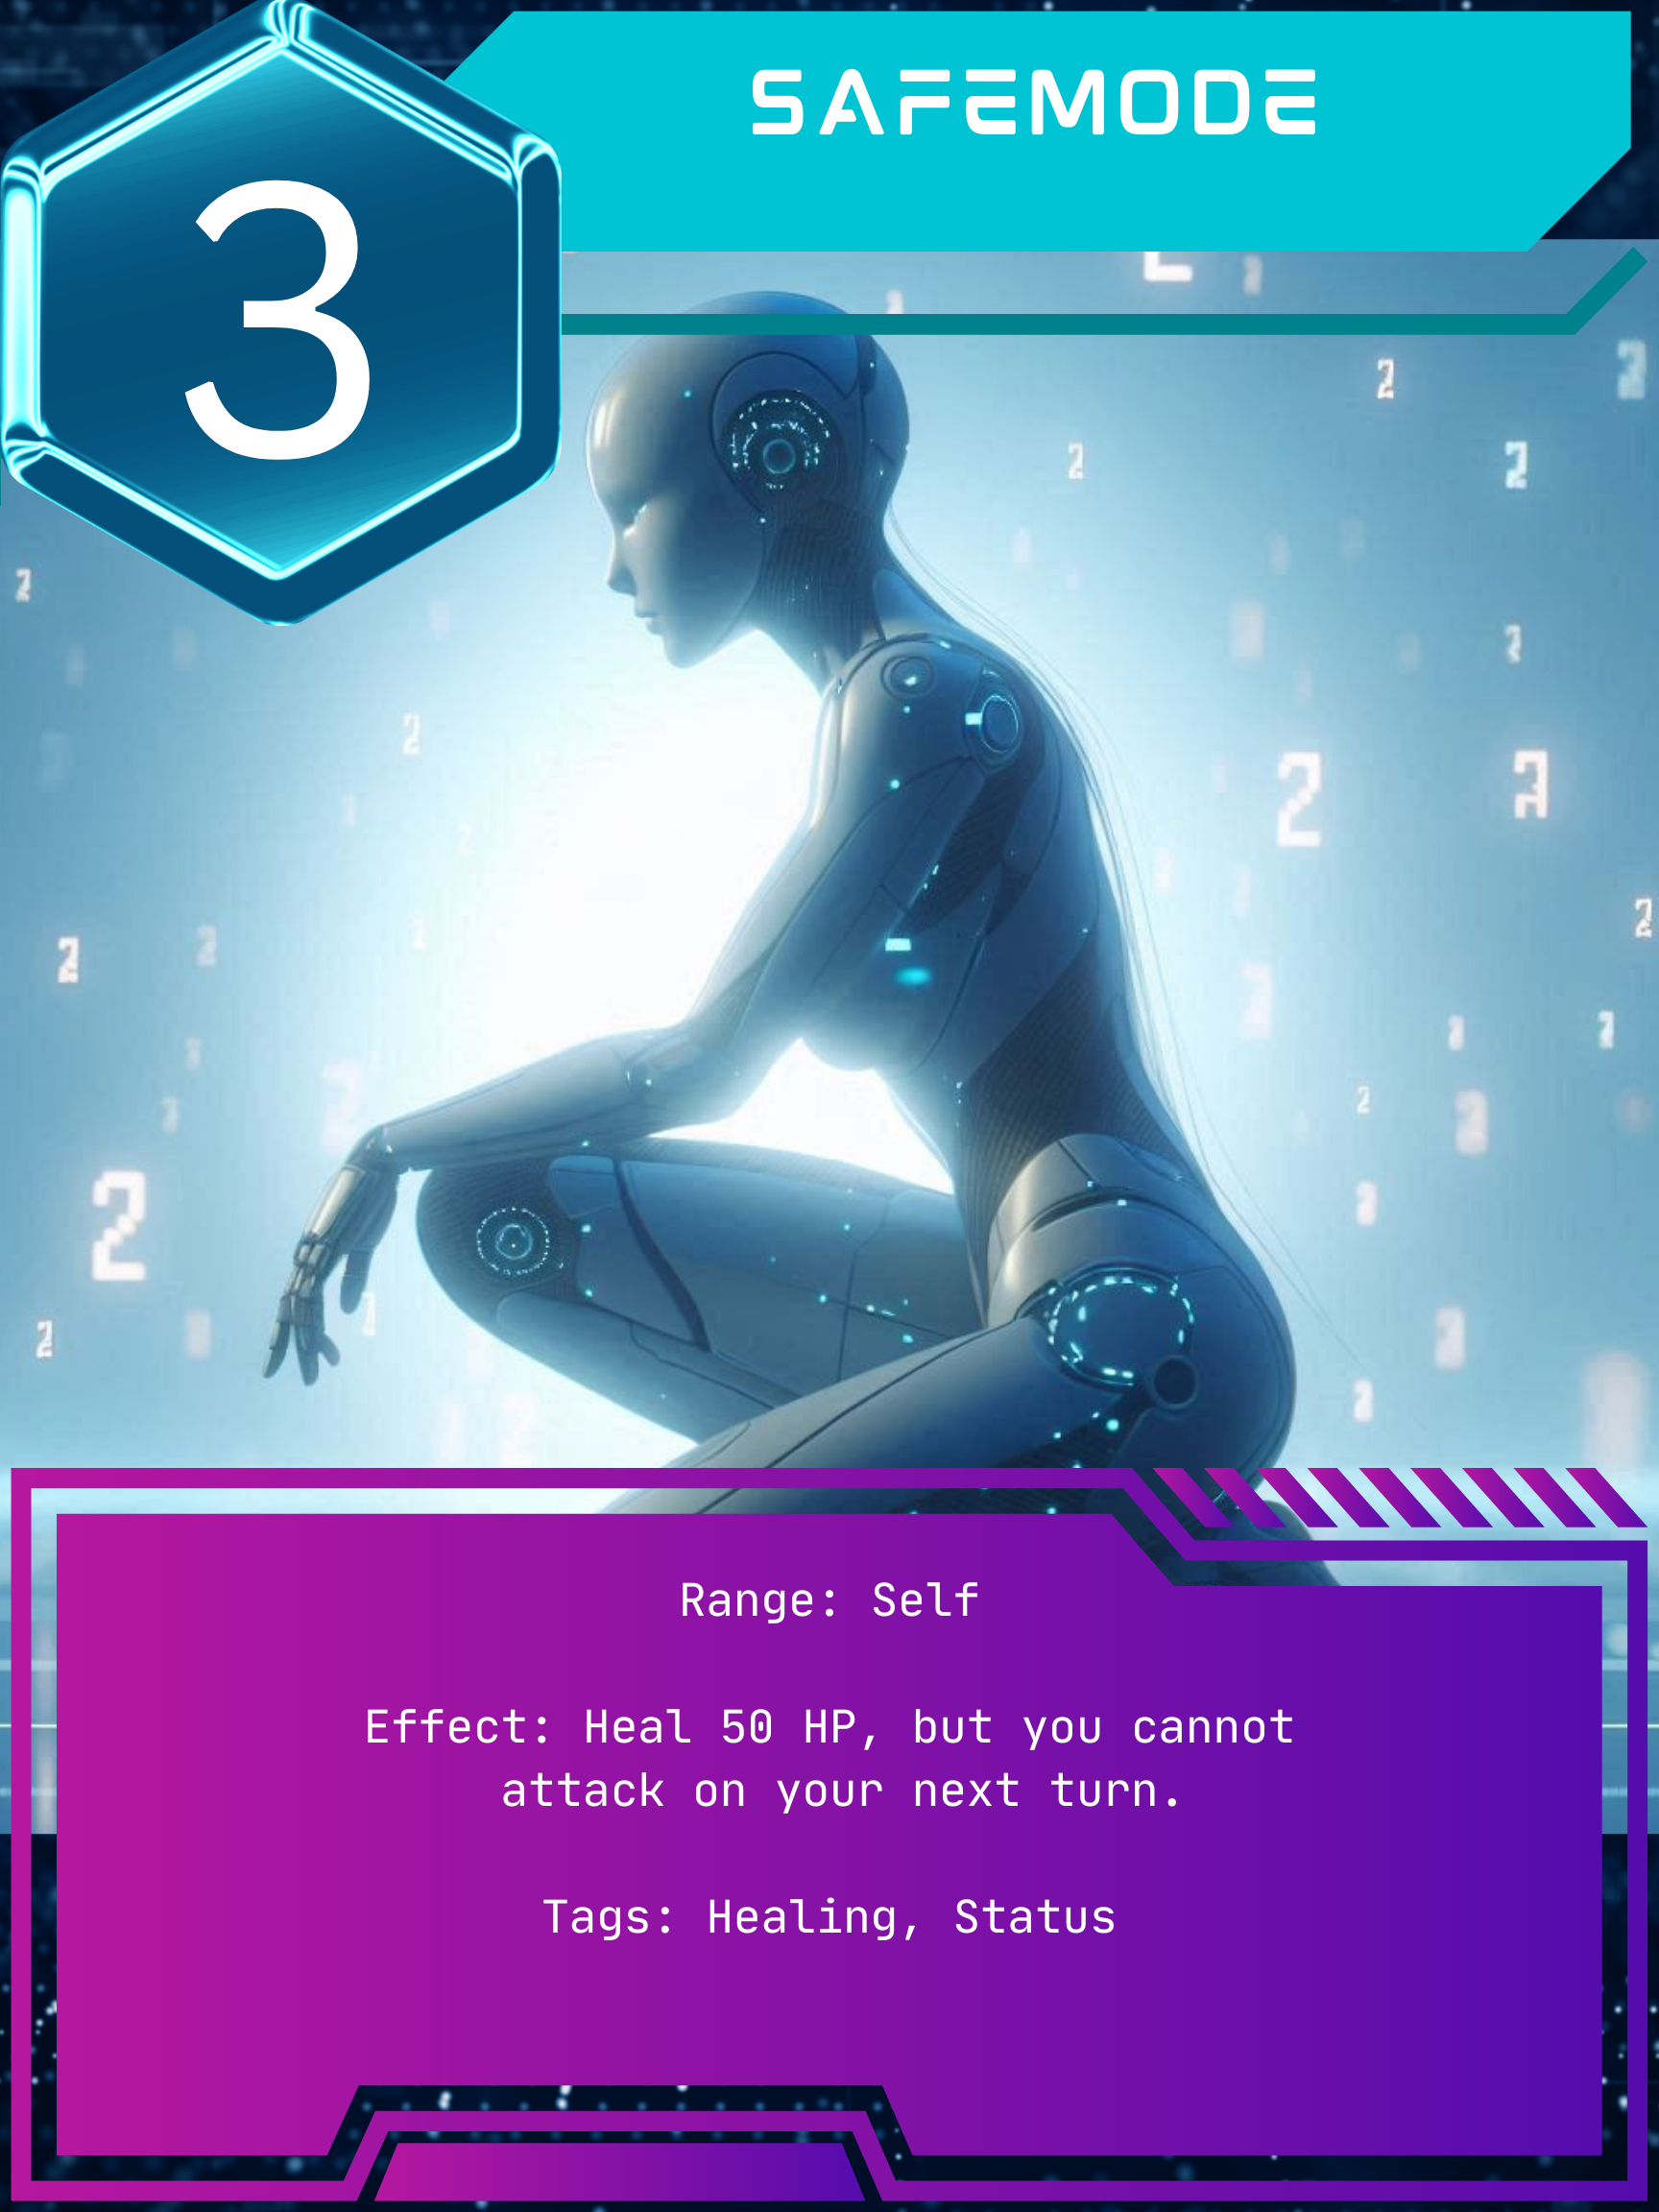 3
SAFEMODE
Range: Self
Effect: Heal 50 HP, but you cannot
attack on your next turn.
Tags: Healing, Status